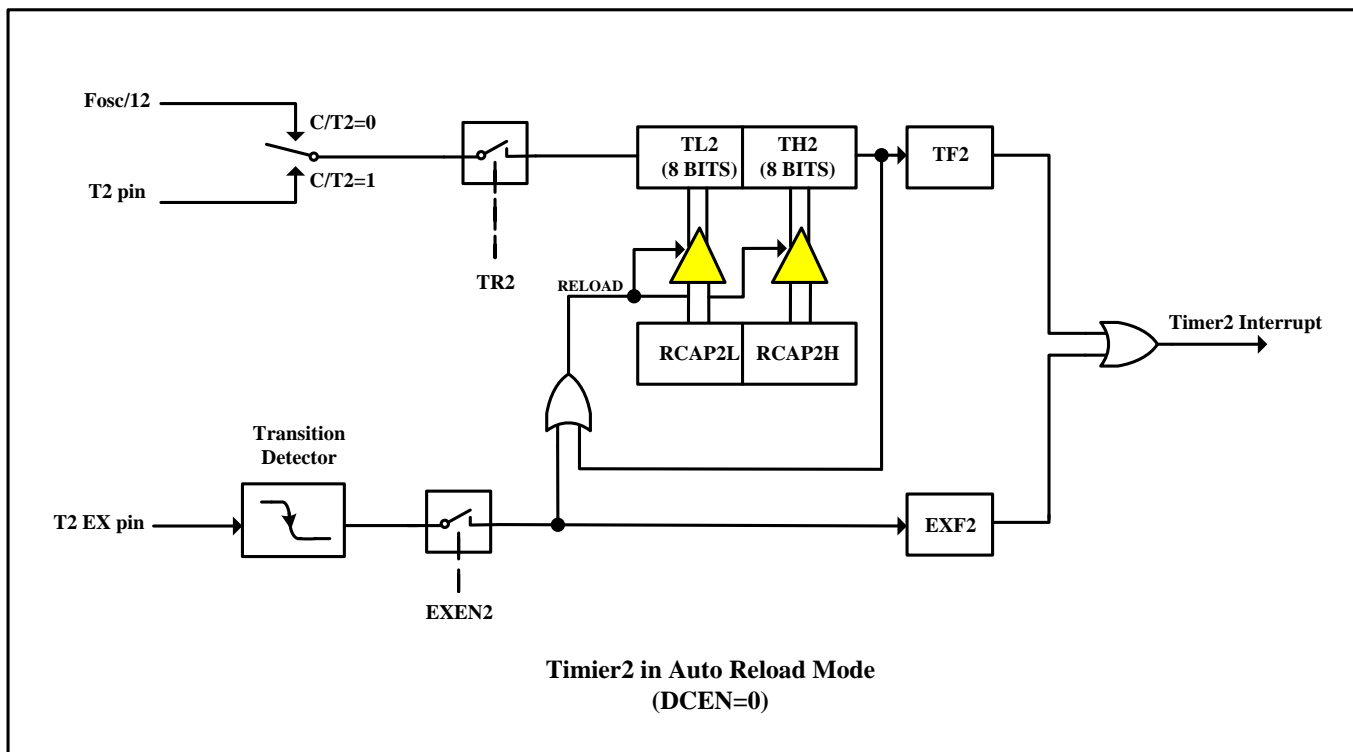 Fosc/12
C/T2=0
C/T2=1
T2 pin
TR2
TL2
(8 BITS)
TH2
(8 BITS)
TF2
RELOAD
RCAP2L
RCAP2H
Timer2 Interrupt
Transition
Detector
T2 EX pin
EXEN2
EXF2
Timier2 in Auto Reload Mode
(DCEN=0)